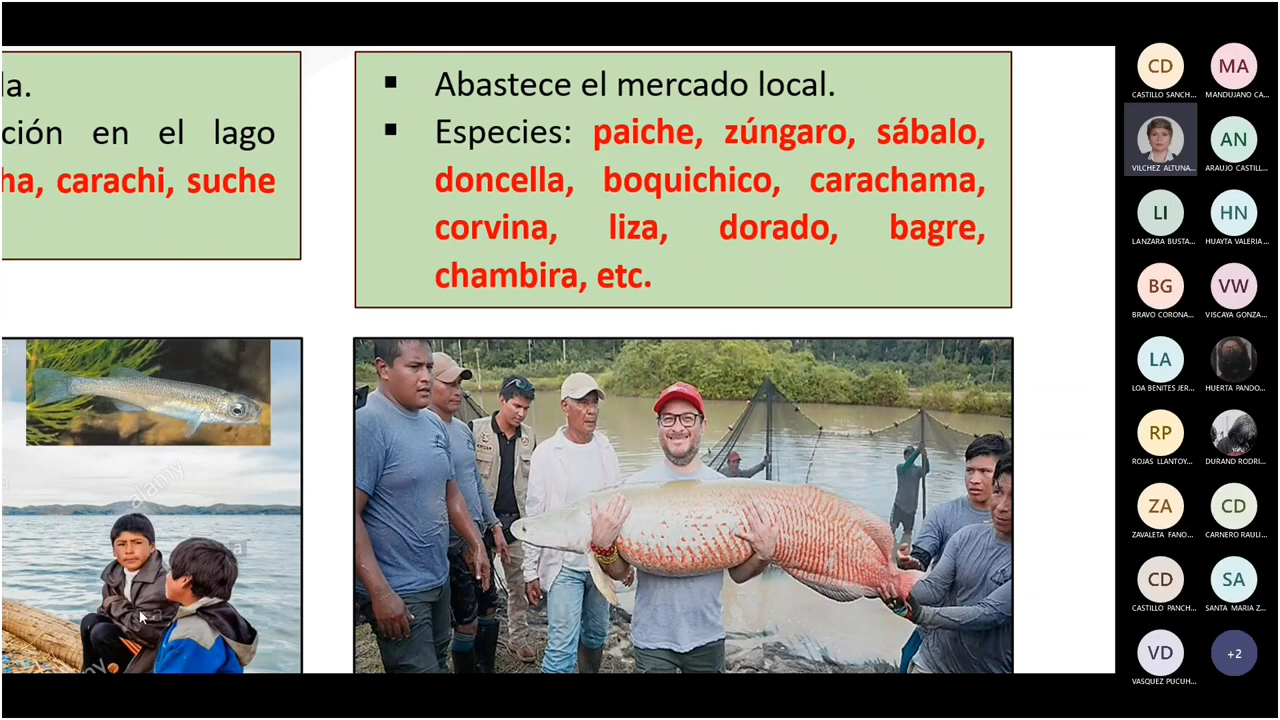 la.
ción en el lago
ha, carachi, suche
▪ Abastece el mercado local.
▪ Especies: paiche, zúngaro, sábalo,
doncella, boquichico, carachama,
corvina, liza, dorado, bagre,
chambira, etc.
alamy
a
my
CD
CASTILLO SANCH...
MA
MANDUJANO CA...
VILCHEZ ALTUNA...
AN
ARAUJO CASTILL...
LI
LANZARA BUSTA...
HN
HUAYTA VALERIA...
BG
BRAVO CORONA...
VW
VISCAYA GONZA...
LA
LOA BENITES JER...
HUERTA PANDO...
RP
ROJAS LLANTOY...
DURAND RODRI...
ZA
ZAVALETA FANO...
CD
CARNERO RAULI...
CD
CASTILLO PANCH...
SA
SANTA MARIA Z...
VD
VASQUEZ PUCUH...
+2